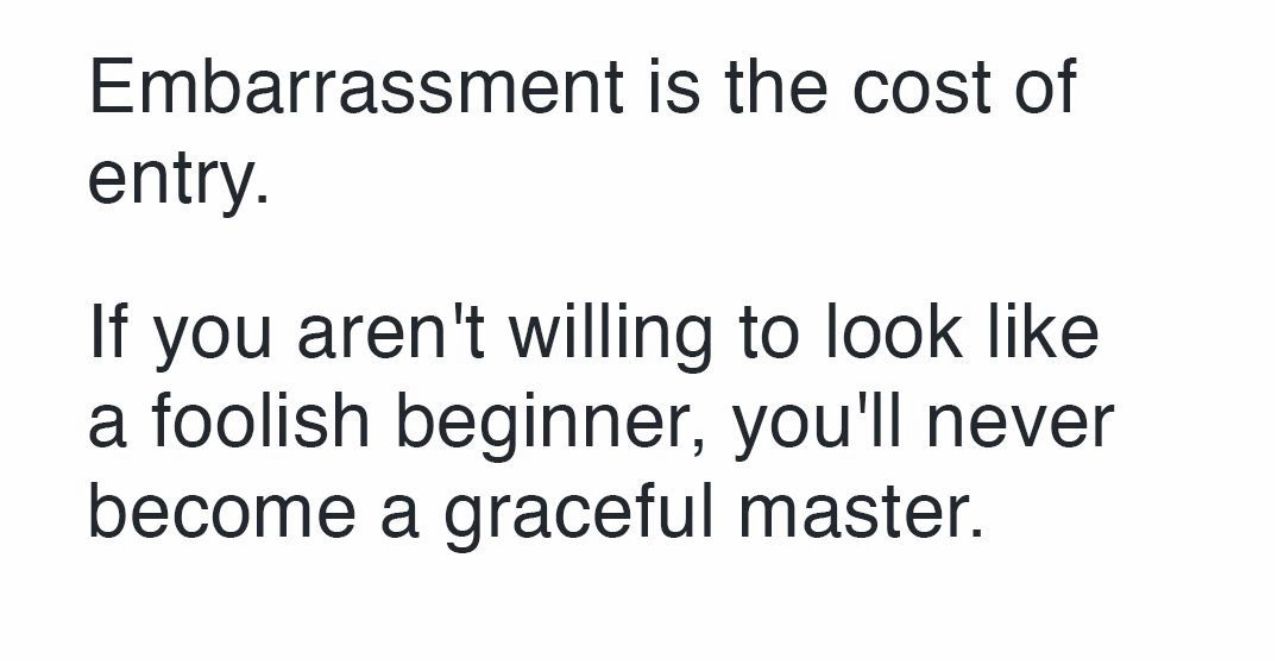 Embarrassment is the cost of
entry.
If you aren't willing to look like
a foolish beginner, you'll never
become a graceful master.